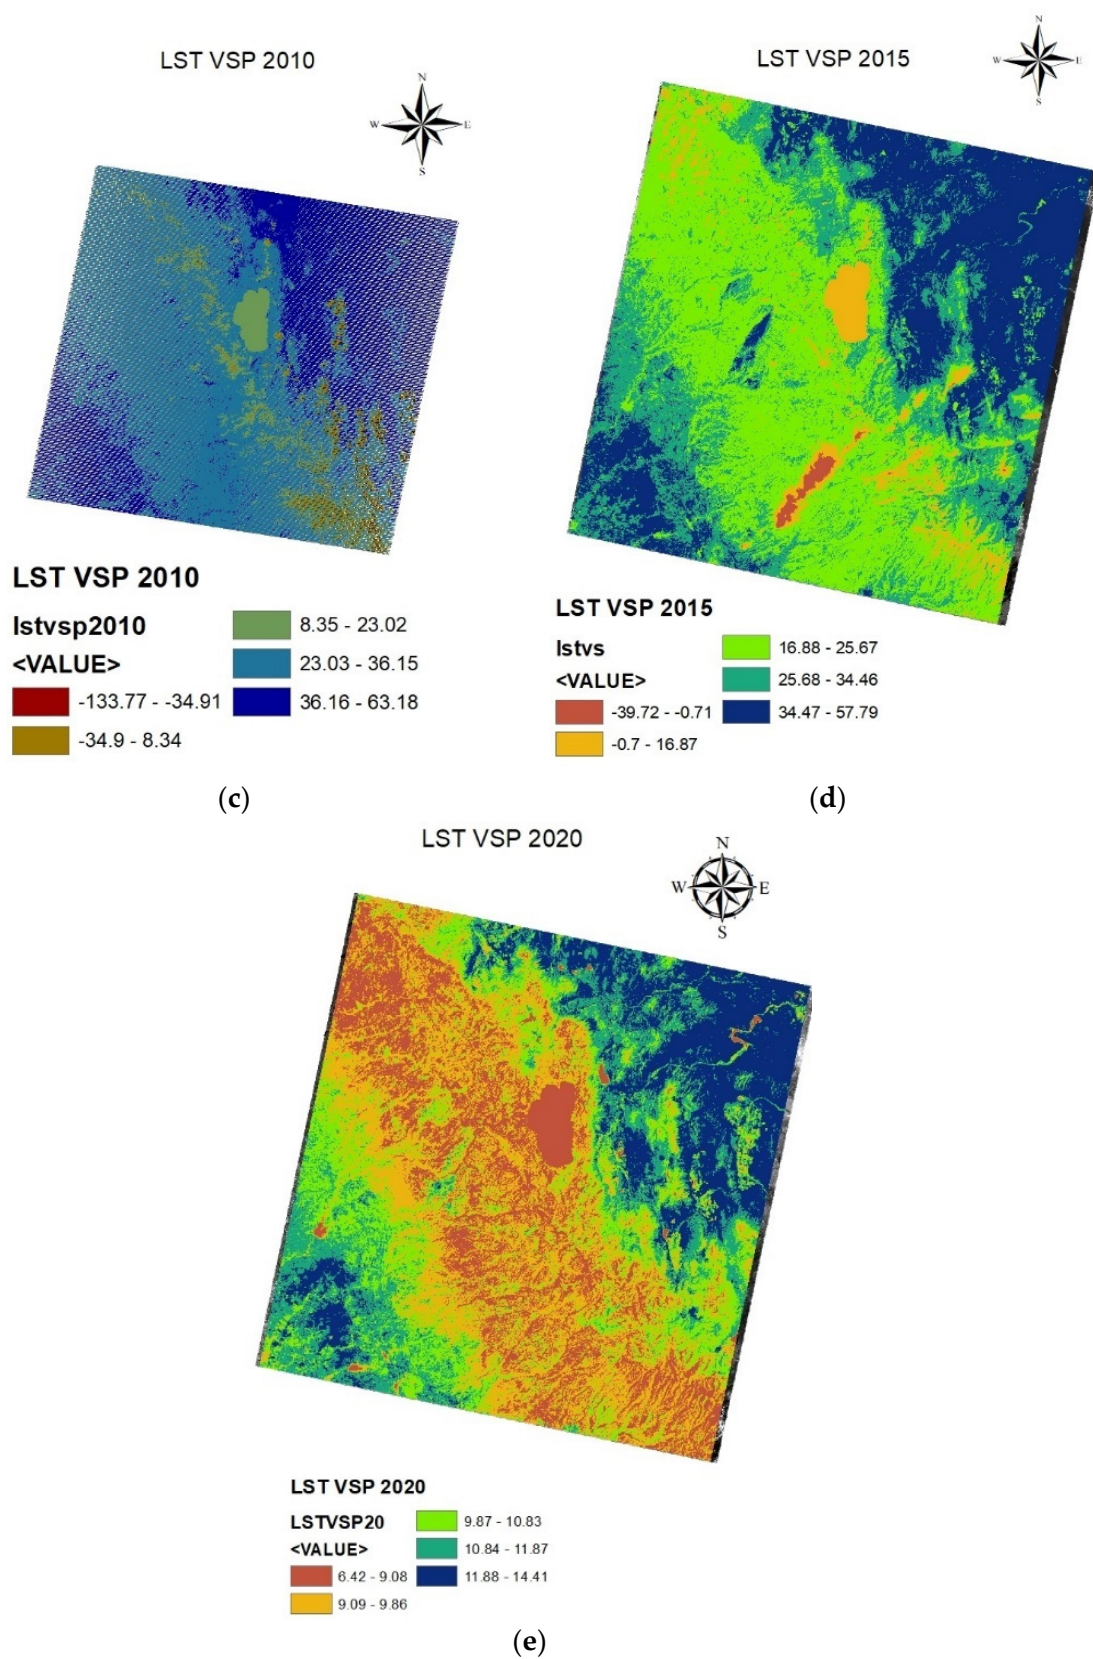 LST VSP 2010
N
W E
S
LST VSP 2010
lstvsp2010
<VALUE>
-133.77 - -34.91
-34.9 - 8.34
8.35 - 23.02
23.03 - 36.15
36.16 - 63.18
(c)
LST VSP 2015
N
W E
S
LST VSP 2015
lstvs
<VALUE>
-39.72 - -0.71
-0.7 - 16.87
16.88 - 25.67
25.68 - 34.46
34.47 - 57.79
(d)
LST VSP 2020
N
W E
S
LST VSP 2020
LSTVSP20
<VALUE>
6.42 - 9.08
9.09 - 9.86
9.87 - 10.83
10.84 - 11.87
11.88 - 14.41
(e)